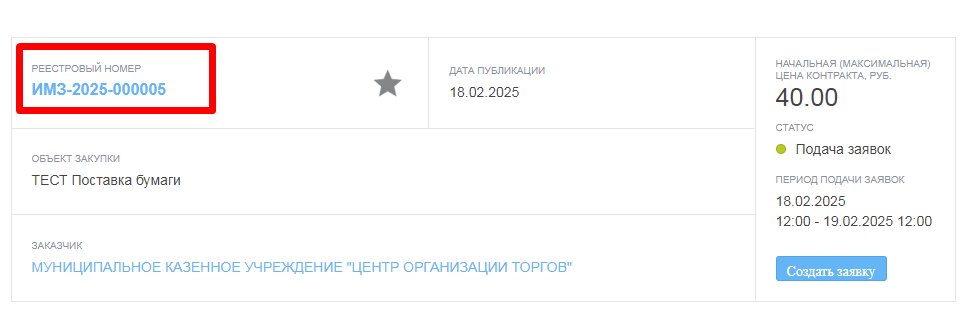 РЕЕСТРОВЫЙ НОМЕР
ИМЗ-2025-000005
ДАТА ПУБЛИКАЦИИ
18.02.2025
ОБЪЕКТ ЗАКУПКИ
ТЕСТ Поставка бумаги
ЗАКАЗЧИК
МУНИЦИПАЛЬНОЕ КАЗЕННОЕ УЧРЕЖДЕНИЕ "ЦЕНТР ОРГАНИЗАЦИИ ТОРГОВ"
НАЧАЛЬНАЯ (МАКСИМАЛЬНАЯ)
ЦЕНА КОНТРАКТА, РУБ.
40.00
СТАТУС
Подача заявок
ПЕРИОД ПОДАЧИ ЗАЯВОК
18.02.2025
12:00 - 19.02.2025 12:00
Создать заявку